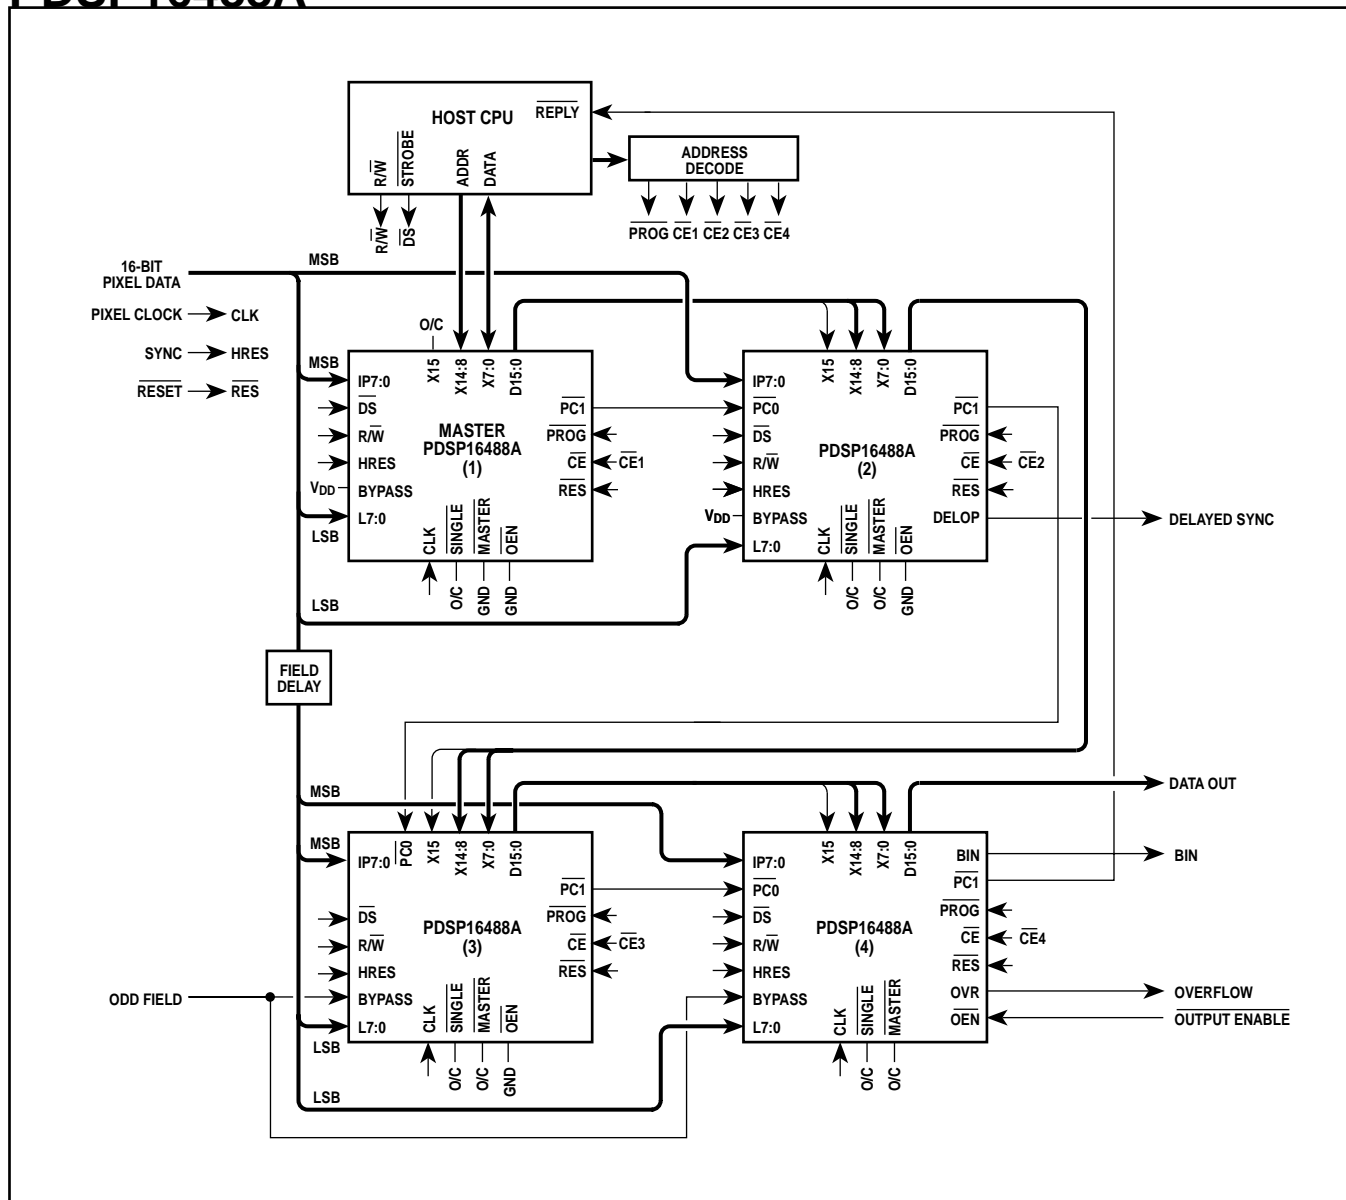 PDSP16488A
HOST CPU
REPLY
R/W
STROBE
ADDR
DATA
ADDRESS
DECODE
R/W
DS
PROG CE1 CE2 CE3 CE4
16-BIT
PIXEL DATA
MSB
PIXEL CLOCK
CLK
SYNC
HRES
RESET
RES
O/C
MSB
X15
X14:8
X7:0
D15:0
IP7:0
DS
R/W
HRES
VDD
BYPASS
L7:0
LSB
MASTER
PDSP16488A
(1)
PC1
PROG
CE
CE1
RES
CLK
SINGLE
MASTER
OEN
O/C
GND
GND
X15
X14:8
X7:0
D15:0
IP7:0
PC0
DS
R/W
HRES
VDD
BYPASS
L7:0
PDSP16488A
(2)
PC1
PROG
CE
CE2
RES
DELOP
DELAYED SYNC
CLK
SINGLE
MASTER
OEN
O/C
O/C
GND
LSB
FIELD
DELAY
MSB
MSB
PC0
X15
X14:8
X7:0
D15:0
IP7:0
DS
R/W
HRES
ODD FIELD
BYPASS
L7:0
LSB
PDSP16488A
(3)
PC1
PROG
CE
CE3
RES
CLK
SINGLE
MASTER
OEN
O/C
O/C
GND
LSB
X15
X14:8
X7:0
D15:0
DATA OUT
IP7:0
PC0
DS
R/W
HRES
BYPASS
L7:0
PDSP16488A
(4)
BIN
BIN
PC1
PROG
CE
CE4
RES
OVR
OVERFLOW
OEN
OUTPUT ENABLE
CLK
SINGLE
MASTER
O/C
O/C